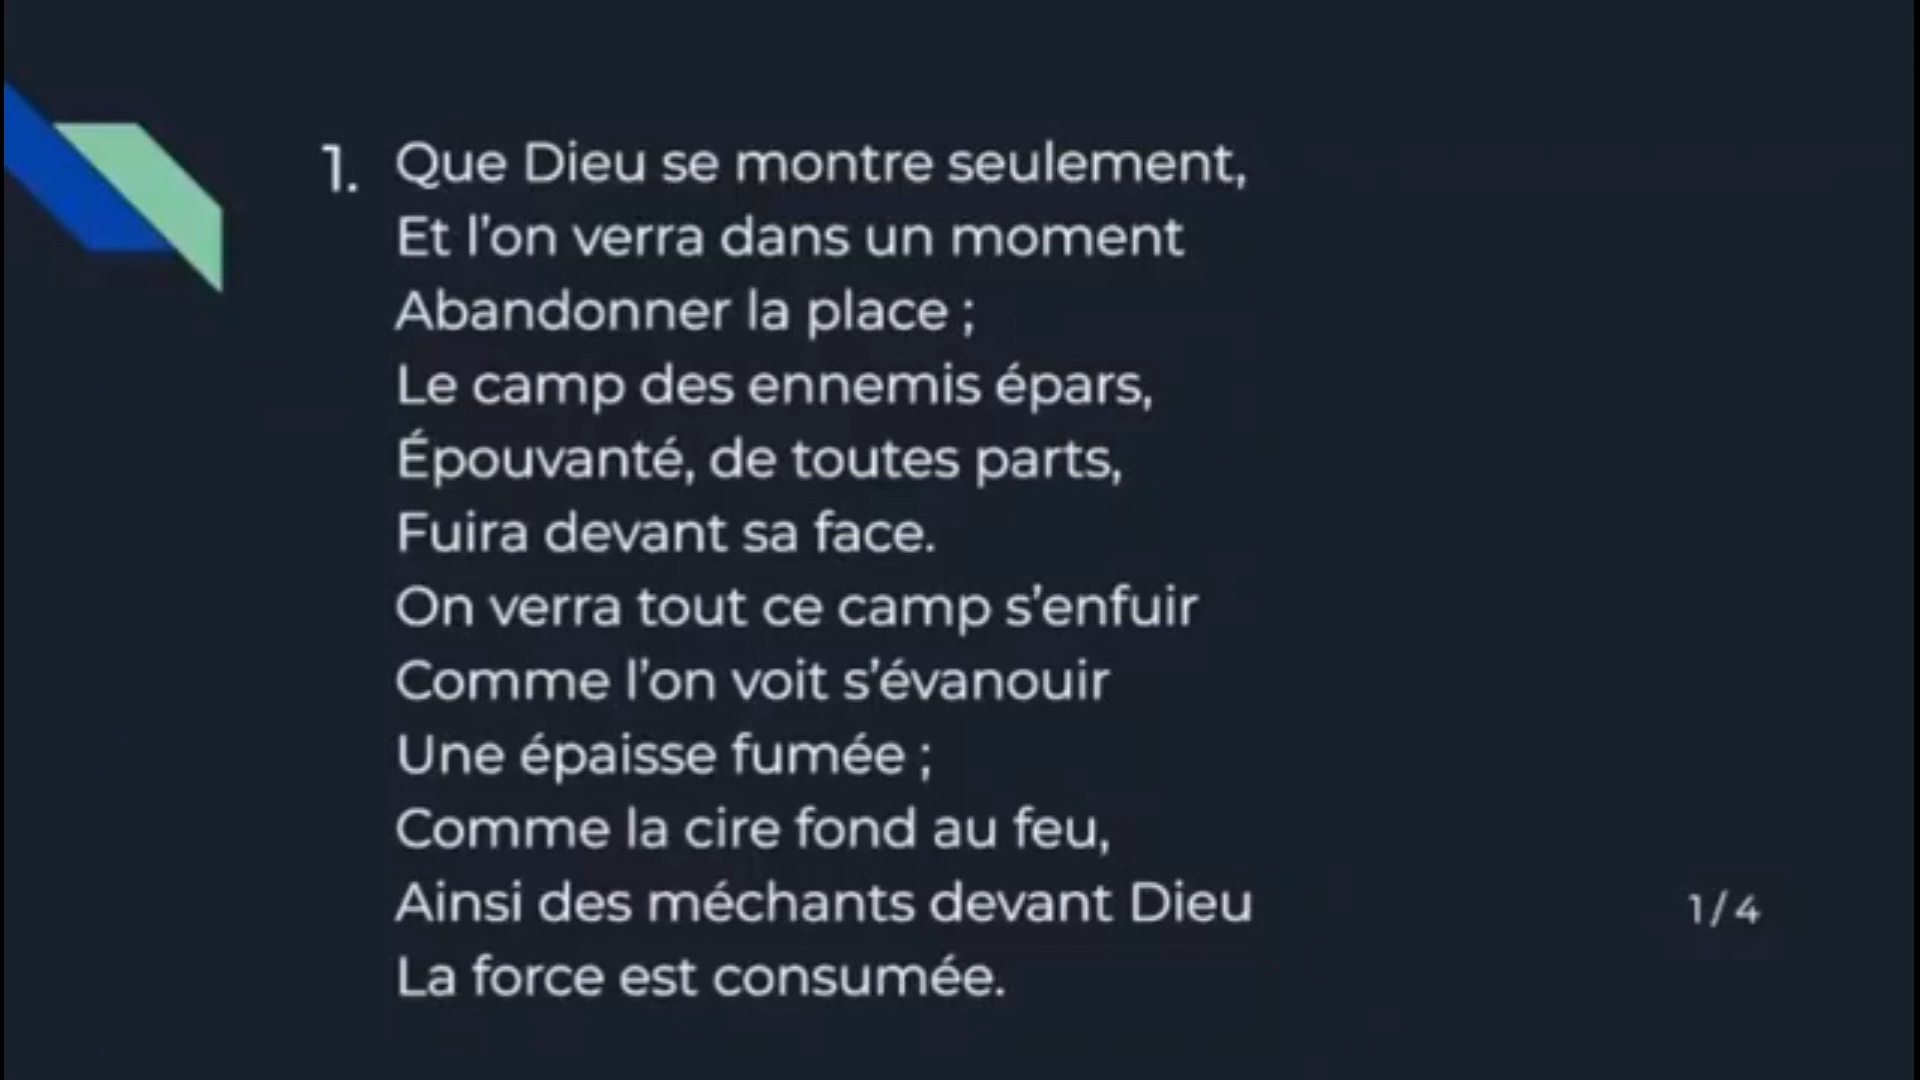 1. Que Dieu se montre seulement,
Et l’on verra dans un moment
Abandonner la place ;
Le camp des ennemis épars,
Épouvanté, de toutes parts,
Fuira devant sa face.
On verra tout ce camp s’enfuir
Comme l’on voit s’évanouir
Une épaisse fumée ;
Comme la cire fond au feu,
Ainsi des méchants devant Dieu
La force est consumée.
1 / 4